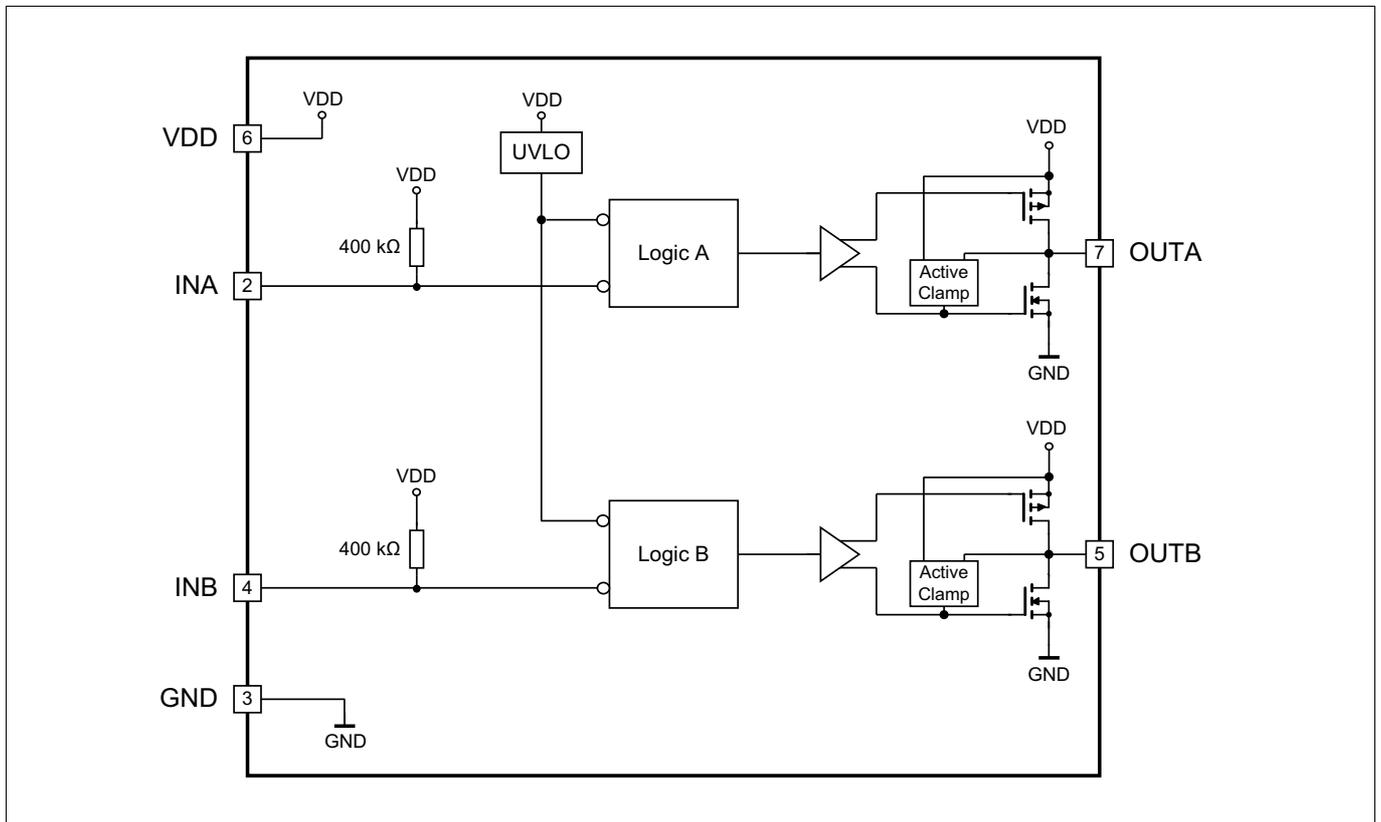 VDD
6
VDD
VDD
UVLO
VDD
VDD
400 kΩ
Logic A
7
OUTA
INA
2
Active
Clamp
GND
VDD
VDD
400 kΩ
Logic B
5
OUTB
INB
4
Active
Clamp
GND
GND
3
GND